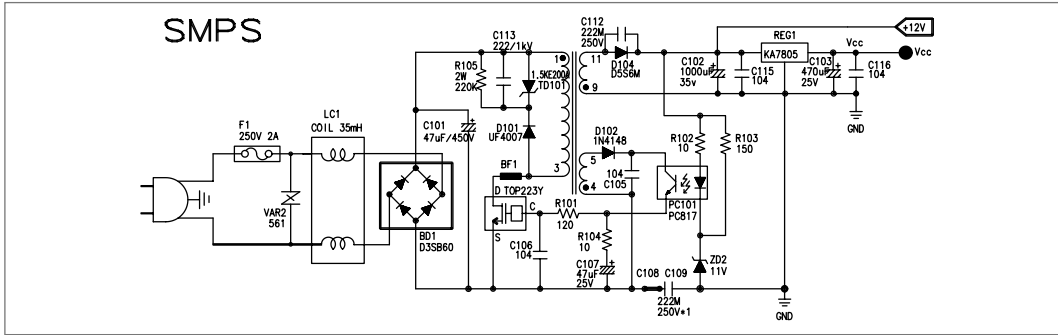 SMPS
F1
250V 2A
VAR2
561
LC1
COIL 35mH
BD1
D3SB60
C101
47uF/450V
R105
2W
220K
C113
222/1kV
1.5KE200A
TD101
D101
UF4007
BF1
D TOP223Y
C
S
C106
104
R101
120
R104
10
C107
47uF
25V
1
3
11
9
5
4
C112
222M
250V
D104
D5S6M
D102
1N4148
104
C105
PC101
PC817
R102
10
R103
150
ZD2
11V
C108 C109
222M
250V*1
C102
1000uF
35v
C115
104
REG1
KA7805
C103
470uF
25V
C116
104
Vcc
+12V
Vcc
GND
GND